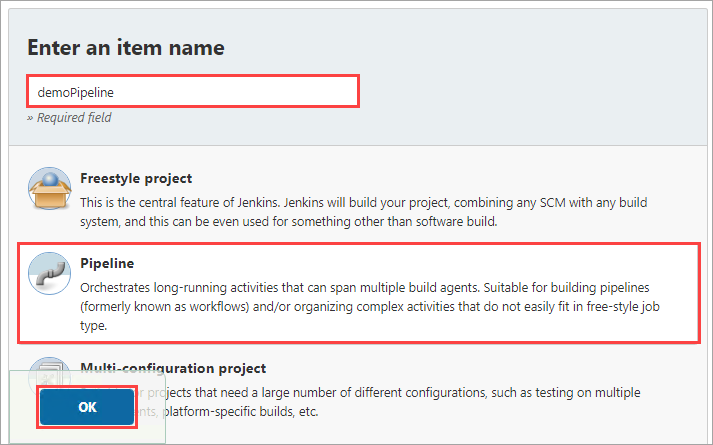 Enter an item name
demoPipeline
» Required field
Freestyle project
This is the central feature of Jenkins. Jenkins will build your project, combining any SCM with any build
system, and this can be even used for something other than software build.
Pipeline
Orchestrates long-running activities that can span multiple build agents. Suitable for building pipelines
(formerly known as workflows) and/or organizing complex activities that do not easily fit in free-style job
type.
Multi-configuration project
projects that need a large number of different configurations, such as testing on multiple
platform-specific builds, etc.
OK